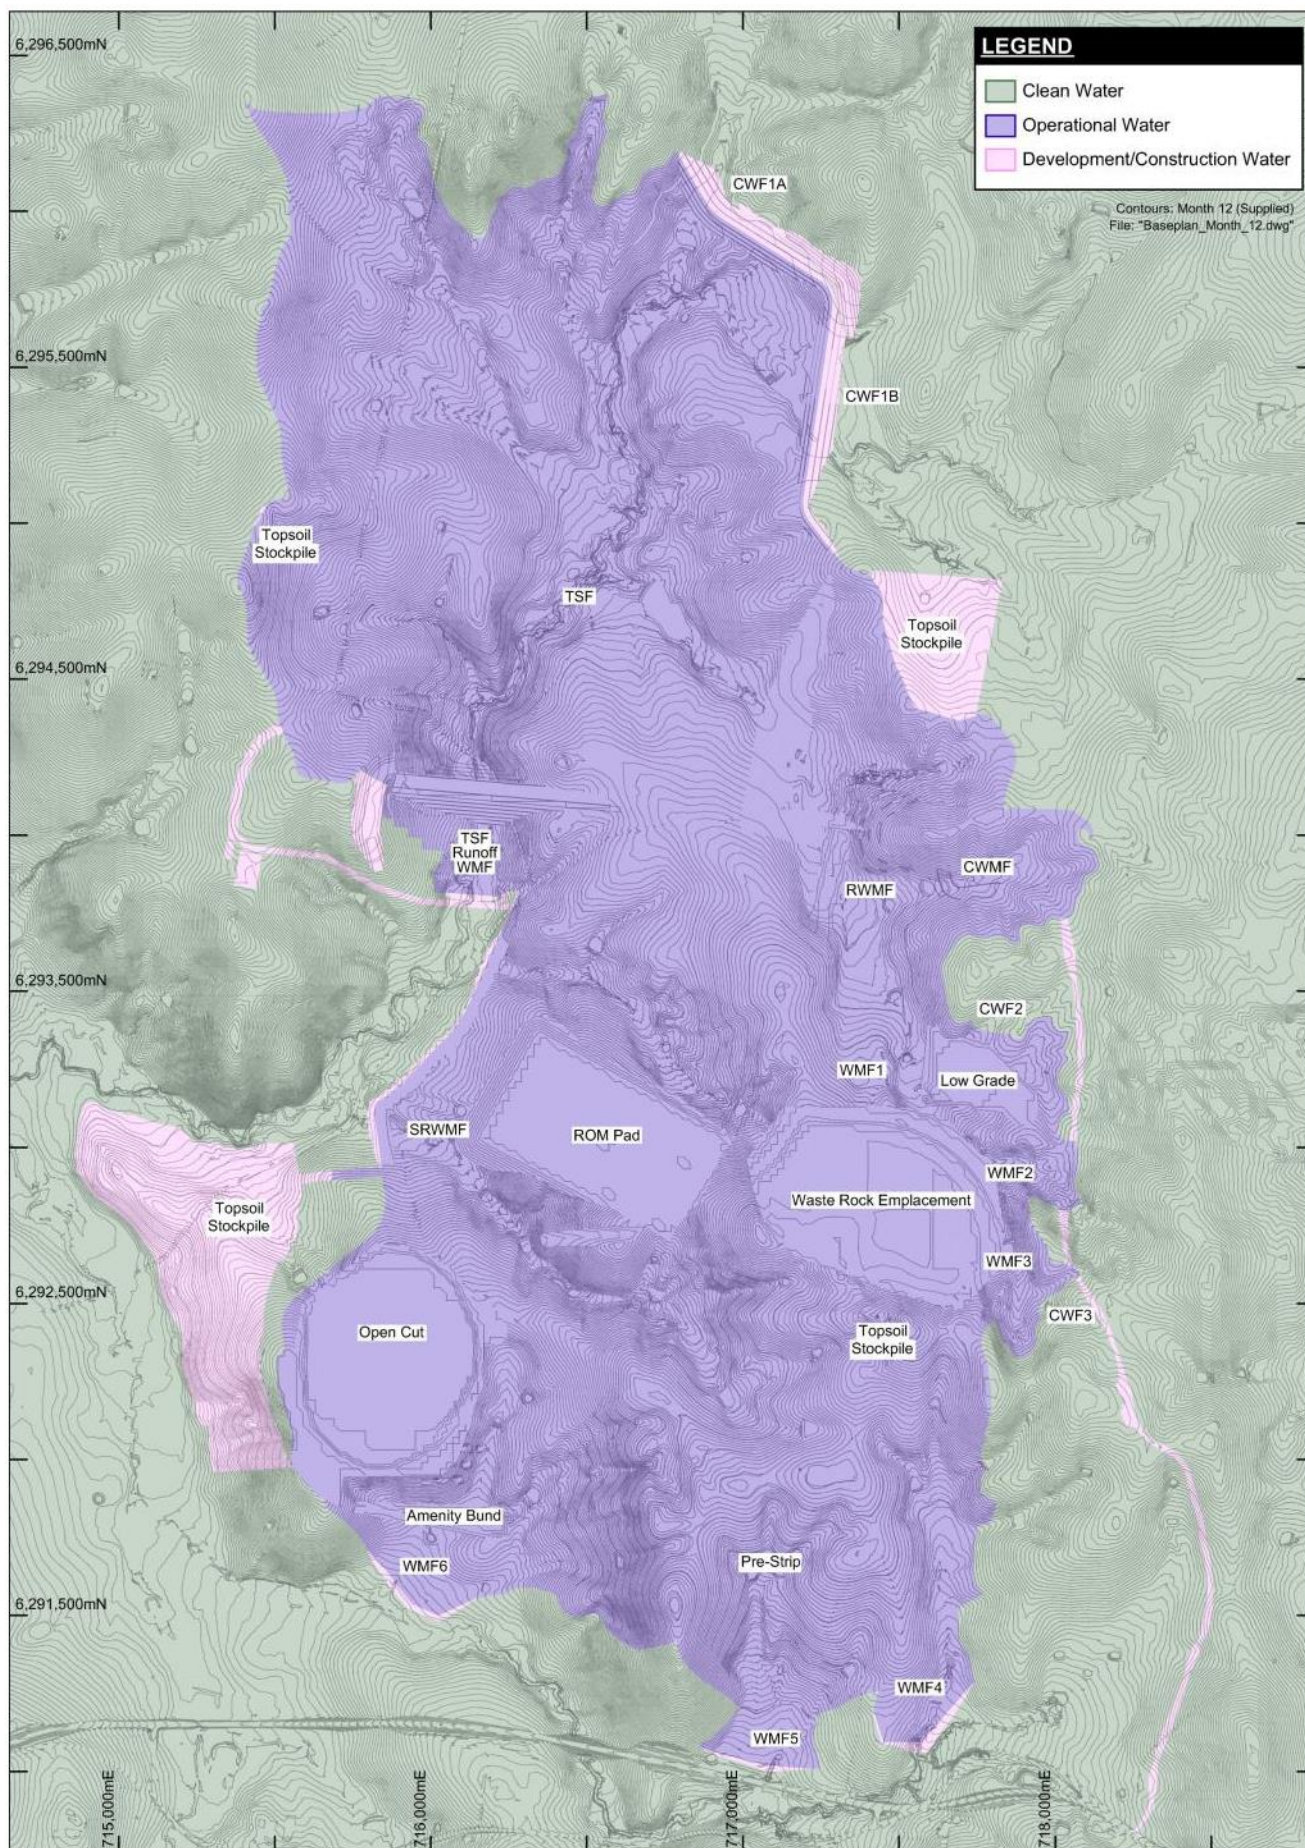 6,296,500mN
LEGEND
Clean Water
Operational Water
Development/Construction Water
Contours: Month 12 (Supplied)
File: "Baseplan_Month_12.dwg"
CWF1A
6,295,500mN
CWF1B
Topsoil
Stockpile
TSF
Topsoil
Stockpile
6,294,500mN
TSF
Runoff
WMF
CWMF
RWMF
6,293,500mN
CWF2
WMF1
Low Grade
SRWMF
ROM Pad
WMF2
Waste Rock Emplacement
Topsoil
Stockpile
WMF3
6,292,500mN
CWF3
Open Cut
Topsoil
Stockpile
Amenity Bund
Pre-Strip
WMF6
6,291,500mN
WMF4
WMF5
715,000mE
716,000mE
717,000mE
718,000mE